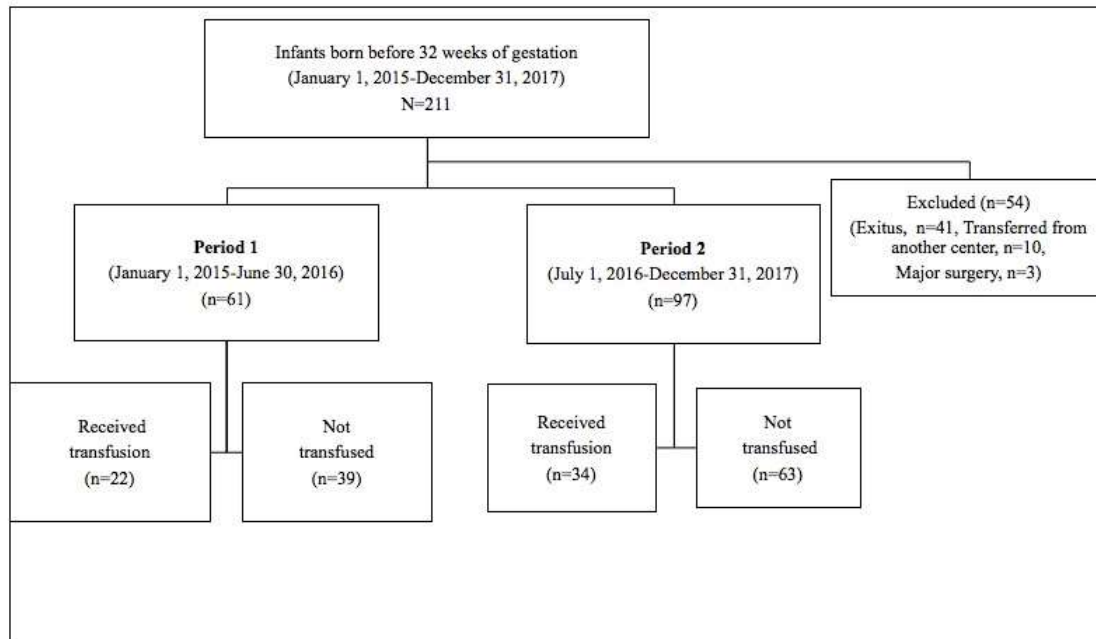 Infants born before 32 weeks of gestation
(January 1, 2015-December 31, 2017)
N=211
Excluded (n=54)
(Exitus, n=41, Transferred from
another center, n=10,
Major surgery, n=3)
Period 1
(January 1, 2015-June 30, 2016)
(n=61)
Period 2
(July 1, 2016-December 31, 2017)
(n=97)
Received
transfusion
(n=22)
Not
transfused
(n=39)
Received
transfusion
(n=34)
Not
transfused
(n=63)